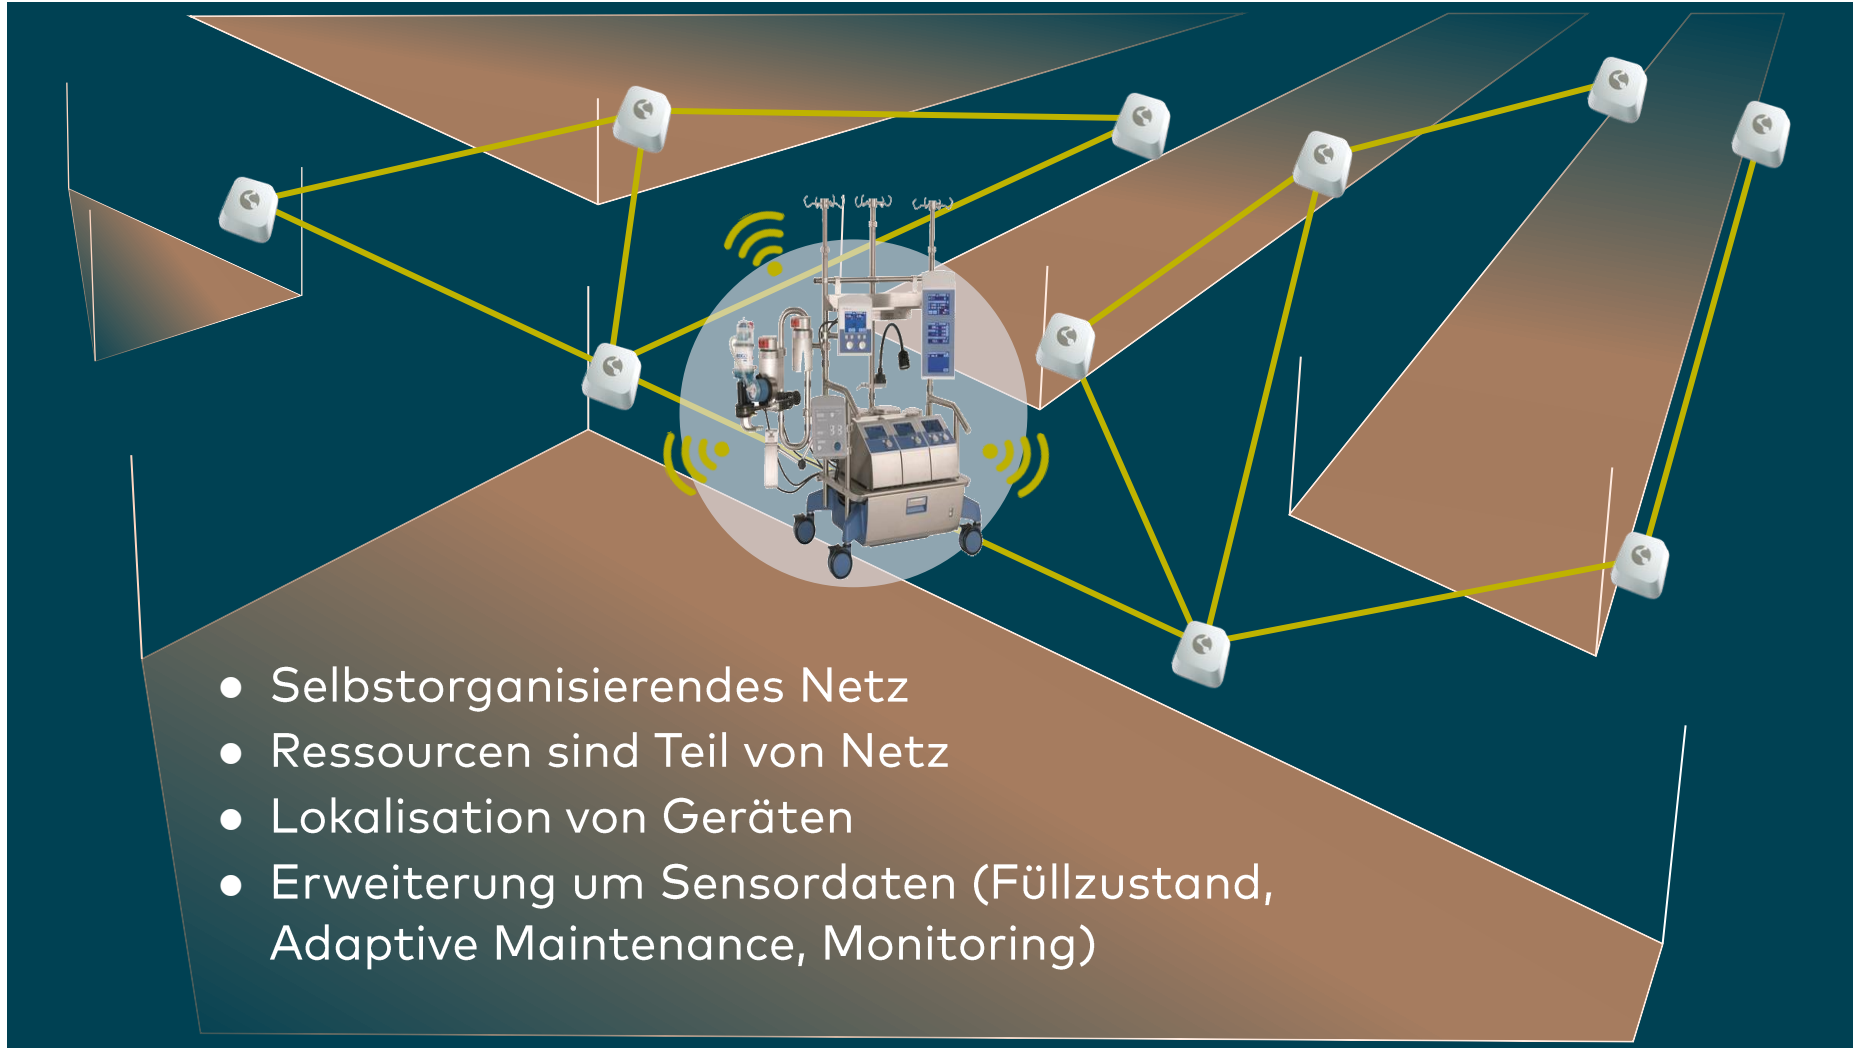 ● Selbstorganisierendes Netz
● Ressourcen sind Teil von Netz
● Lokalisation von Geräten
● Erweiterung um Sensordaten (Füllzustand,
Adaptive Maintenance, Monitoring)